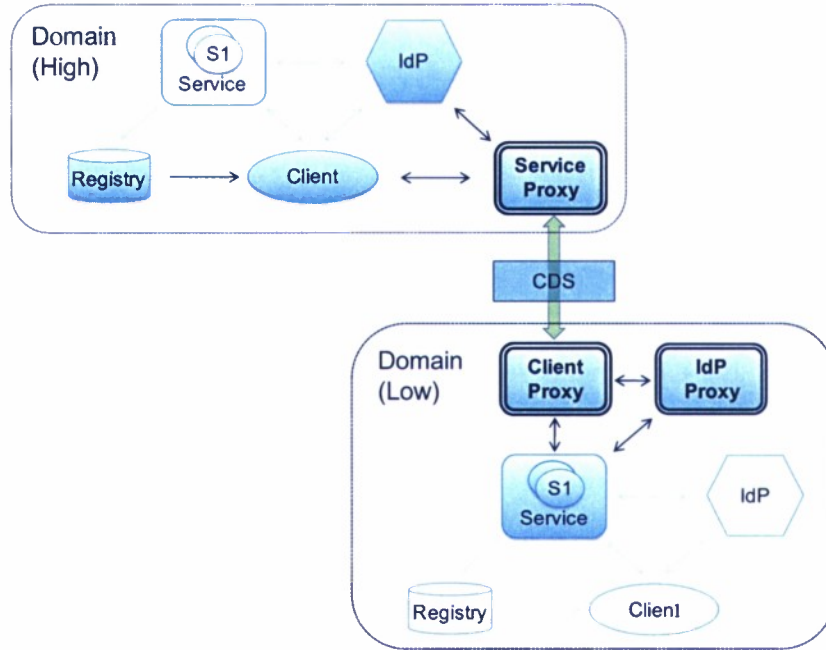 Domain
(High)
S1
Service
IdP
Registry
Client
Service
Proxy
CDS
Domain
(Low)
Client
Proxy
IdP
Proxy
S1
Service
IdP
Registry
Client